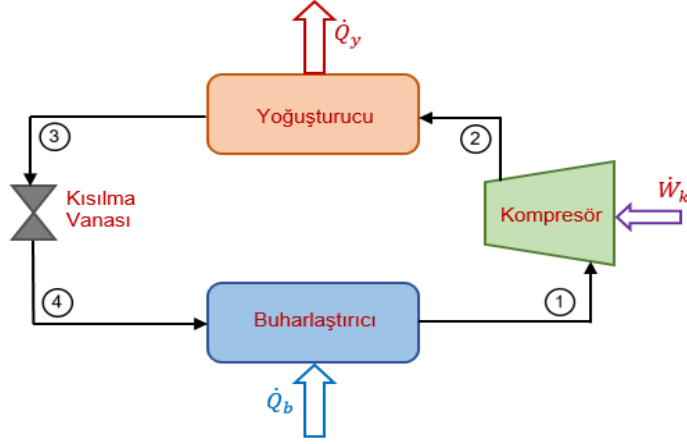 Q̇y
Yoğuşturucu
3
2
Kısılma
Vanası
Kompresör
Ẇk
4
Buharlaştırıcı
1
Q̇b